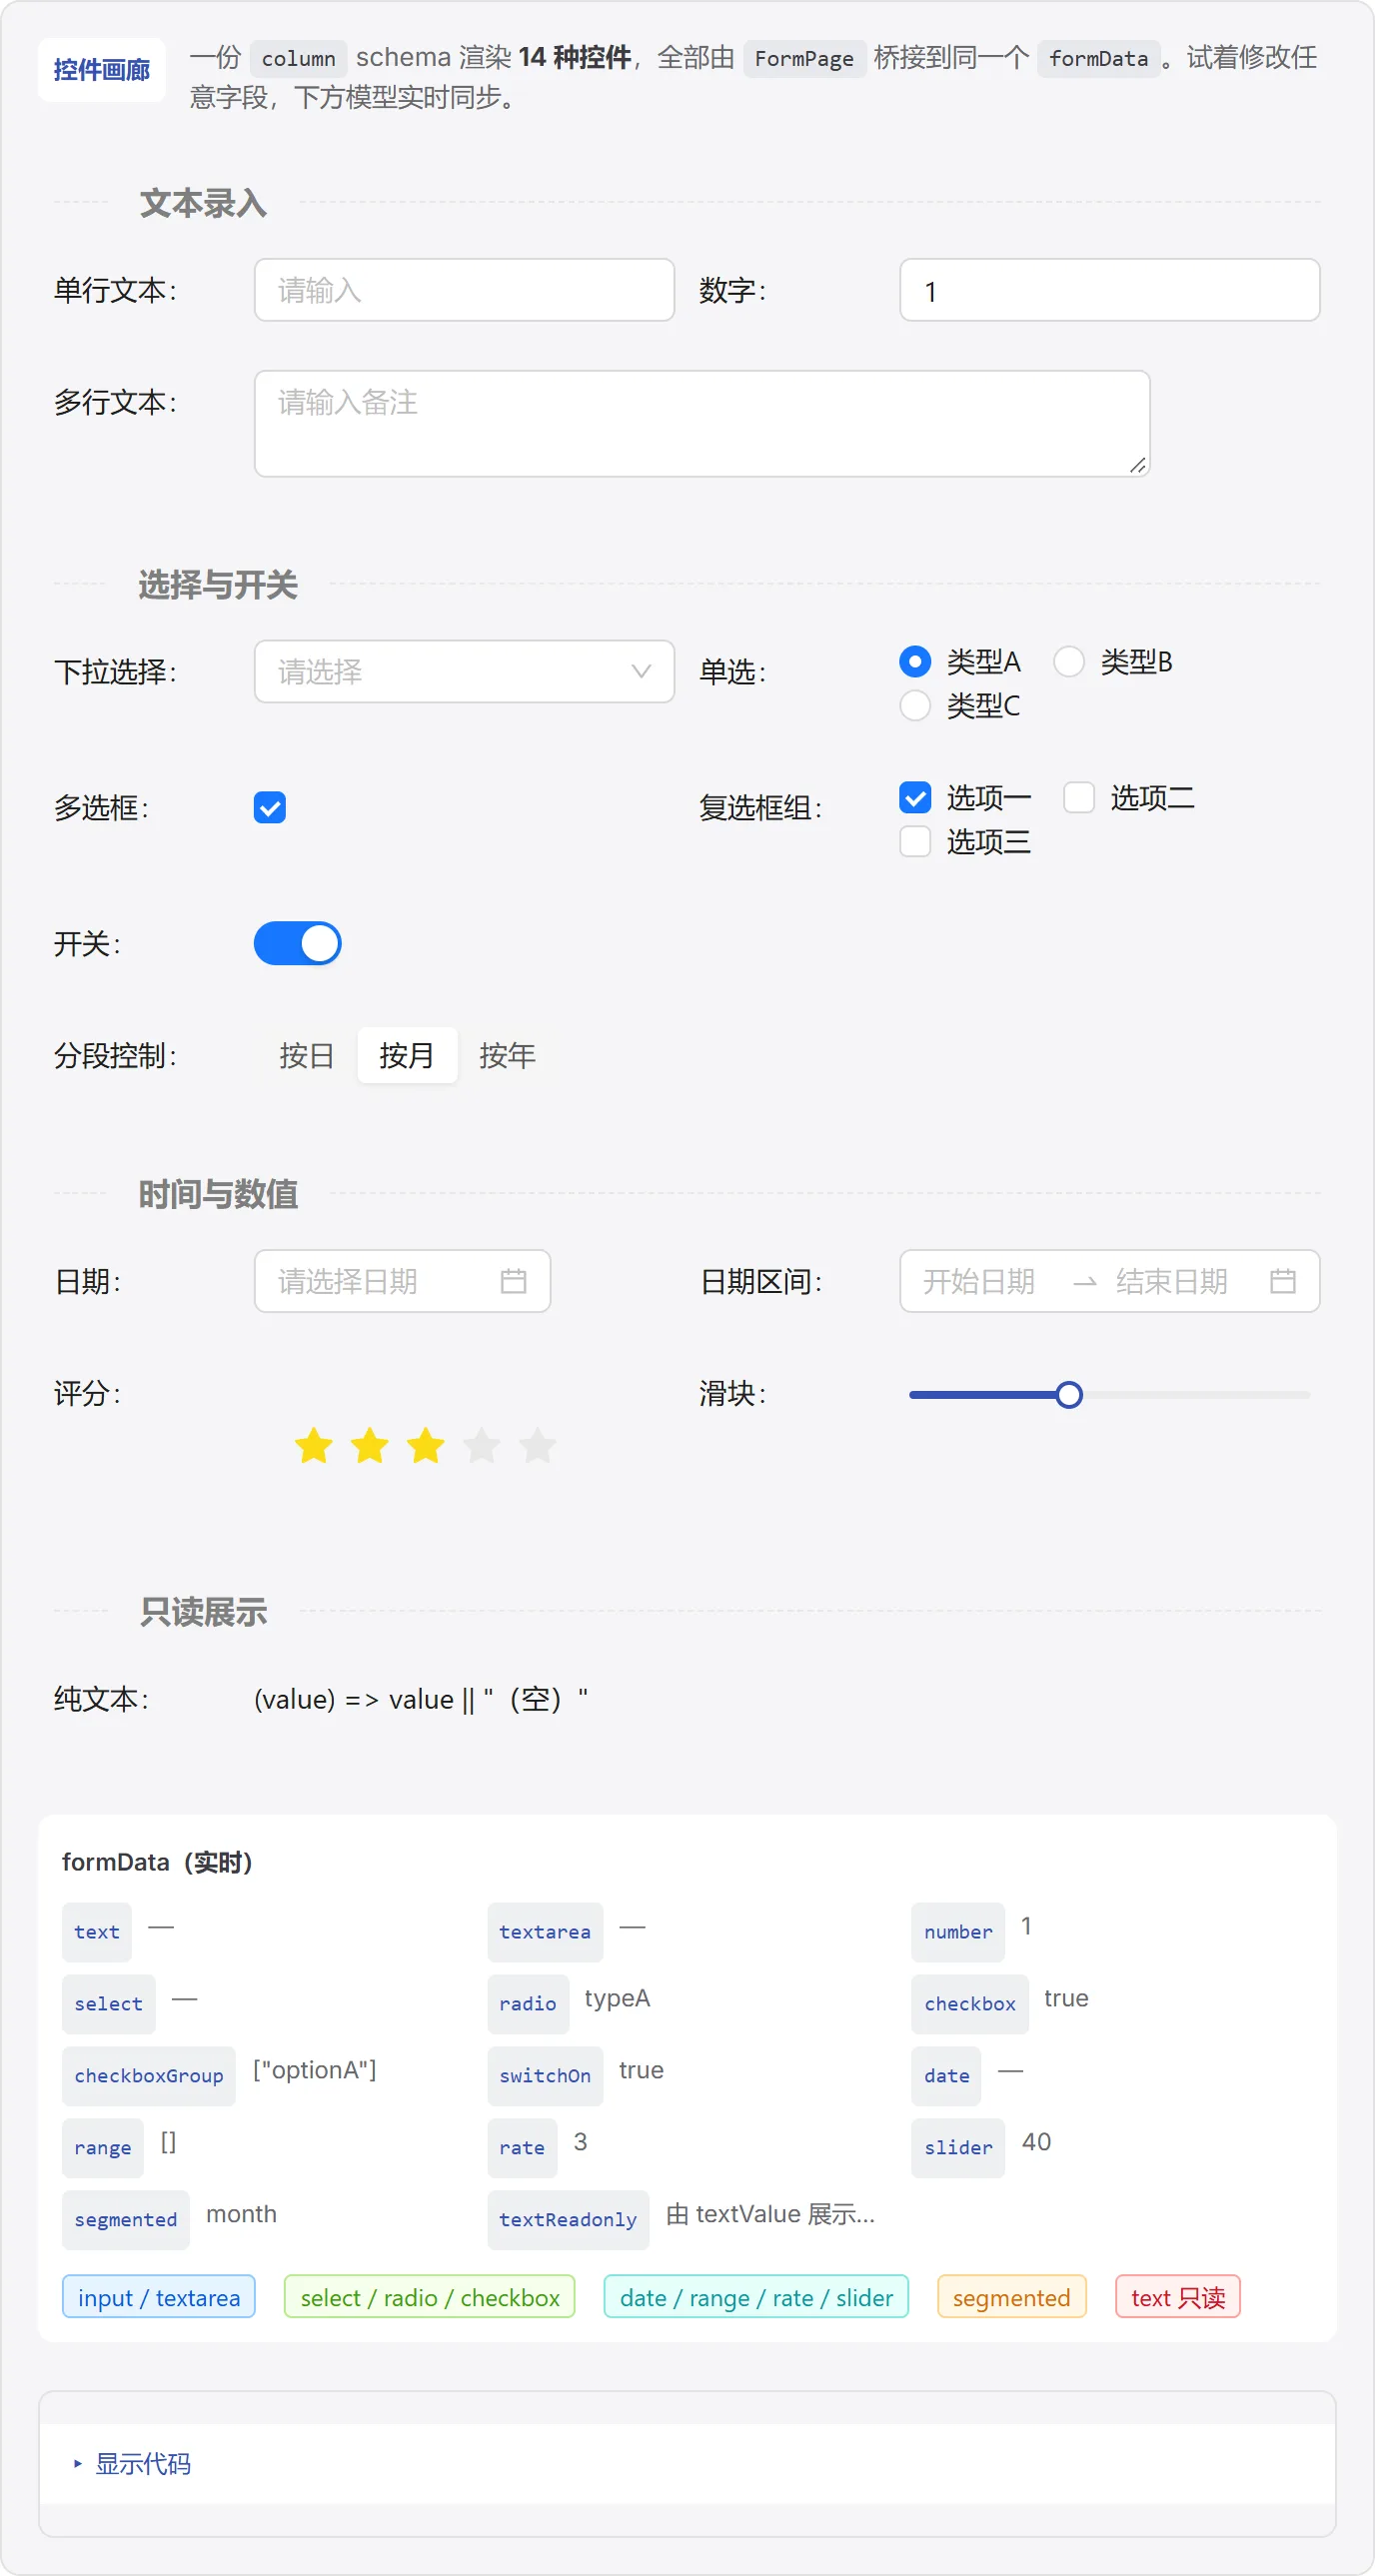 控件画廊
一份 column schema 渲染 14 种控件，全部由 FormPage 桥接到同一个 formData。试着修改任
意字段，下方模型实时同步。
文本录入
单行文本： 请输入 数字： 1
多行文本： 请输入备注
选择与开关
下拉选择： 请选择 单选： 类型A 类型B
类型C
多选框： 复选框组： 选项一 选项二
选项三
开关：
分段控制： 按日 按月 按年
时间与数值
日期： 请选择日期 日期区间： 开始日期 → 结束日期
评分： 滑块：
只读展示
纯文本： (value) => value || "（空）"
formData（实时）
text — textarea — number 1
select — radio typeA checkbox true
checkboxGroup ["optionA"] switchOn true date —
range [] rate 3 slider 40
segmented month textReadonly 由 textValue 展示...
input / textarea select / radio / checkbox date / range / rate / slider segmented text 只读
▸ 显示代码